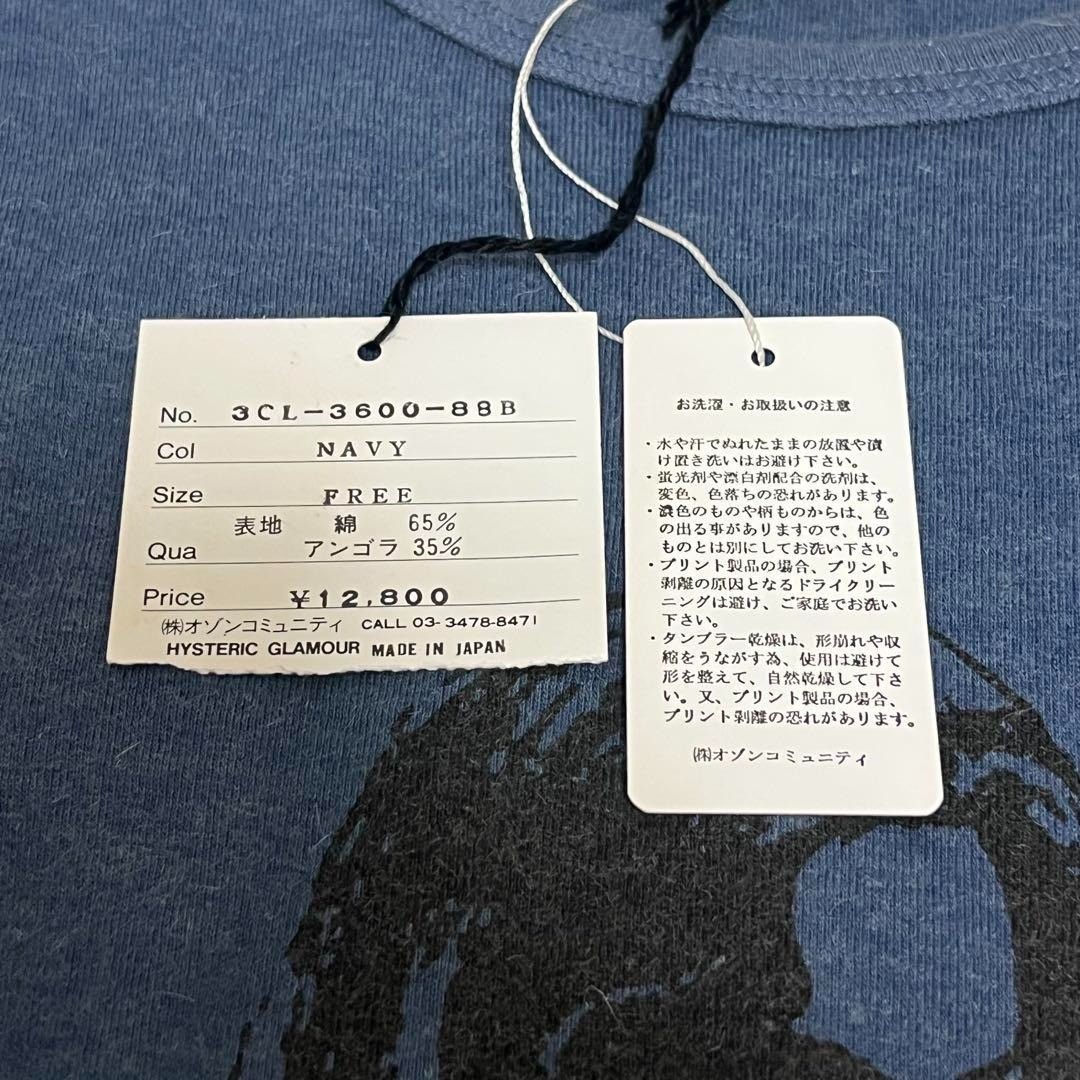 No. 3CL-3600-88B
Col NAVY
Size FREE
表地 綿 65%
Qua アンゴラ 35%
Price ¥12,800
㈱オゾンコミュニティ CALL 03-3478-8471
HYSTERIC GLAMOUR MADE IN JAPAN
お洗濯・お取扱いの注意
・水や汗でぬれたままの放置や漬
け置き洗いはお避け下さい。
・蛍光剤や漂白剤配合の洗剤は、
変色、色落ちの恐れがあります。
・濃色のものや柄ものからは、色
の出る事がありますので、他の
ものとは別にしてお洗い下さい。
・プリント製品の場合、プリント
剥離の原因となるドライクリー
ニングは避け、ご家庭でお洗い
下さい。
・タンブラー乾燥は、形崩れや収
縮をうながす為、使用は避けて
形を整えて、自然乾燥して下さ
い。又、プリント製品の場合、
プリント剥離の恐れがあります。
㈱オゾンコミュニティ